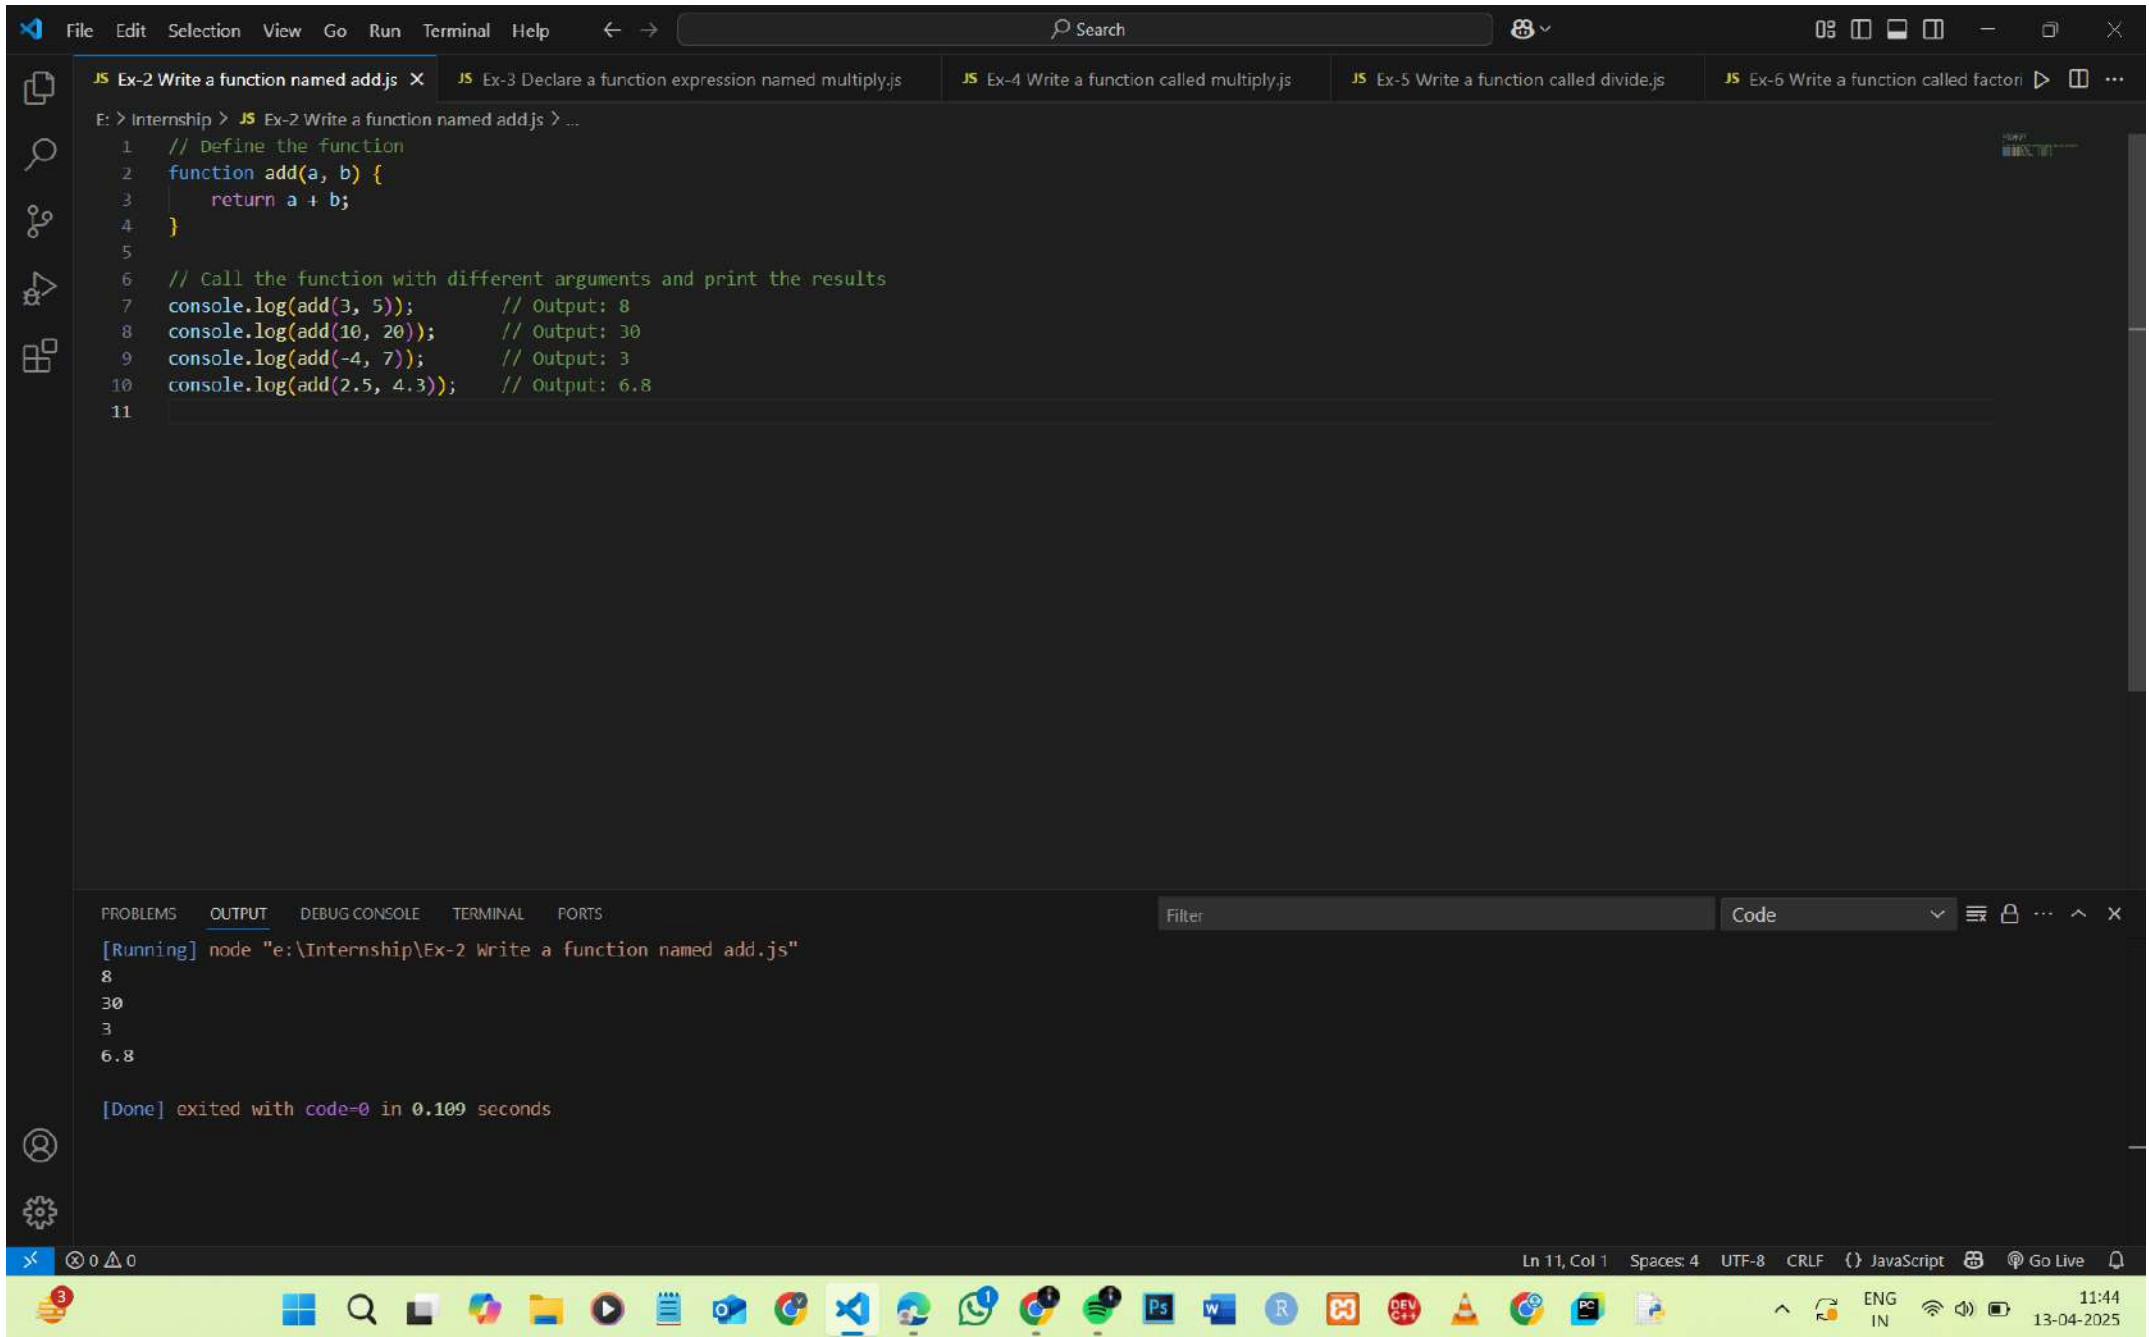 File Edit Selection View Go Run Terminal Help Search
JS Ex-2 Write a function named add.js JS Ex-3 Declare a function expression named multiply.js JS Ex-4 Write a function called multiply.js JS Ex-5 Write a function called divide.js JS Ex-6 Write a function called factori
E: > Internship > JS Ex-2 Write a function named add.js > ...
1 // Define the function
2 function add(a, b) {
3 return a + b;
4 }
5
6 // Call the function with different arguments and print the results
7 console.log(add(3, 5)); // Output: 8
8 console.log(add(10, 20)); // Output: 30
9 console.log(add(-4, 7)); // Output: 3
10 console.log(add(2.5, 4.3)); // Output: 6.8
11
PROBLEMS OUTPUT DEBUG CONSOLE TERMINAL PORTS Filter Code
[Running] node "e:\Internship\Ex-2 Write a function named add.js"
8
30
3
6.8
[Done] exited with code=0 in 0.109 seconds
0 0 Ln 11, Col 1 Spaces: 4 UTF-8 CRLF {} JavaScript Go Live
3 1 Ps W R DEV C++ PC ENG 11:44
IN 13-04-2025